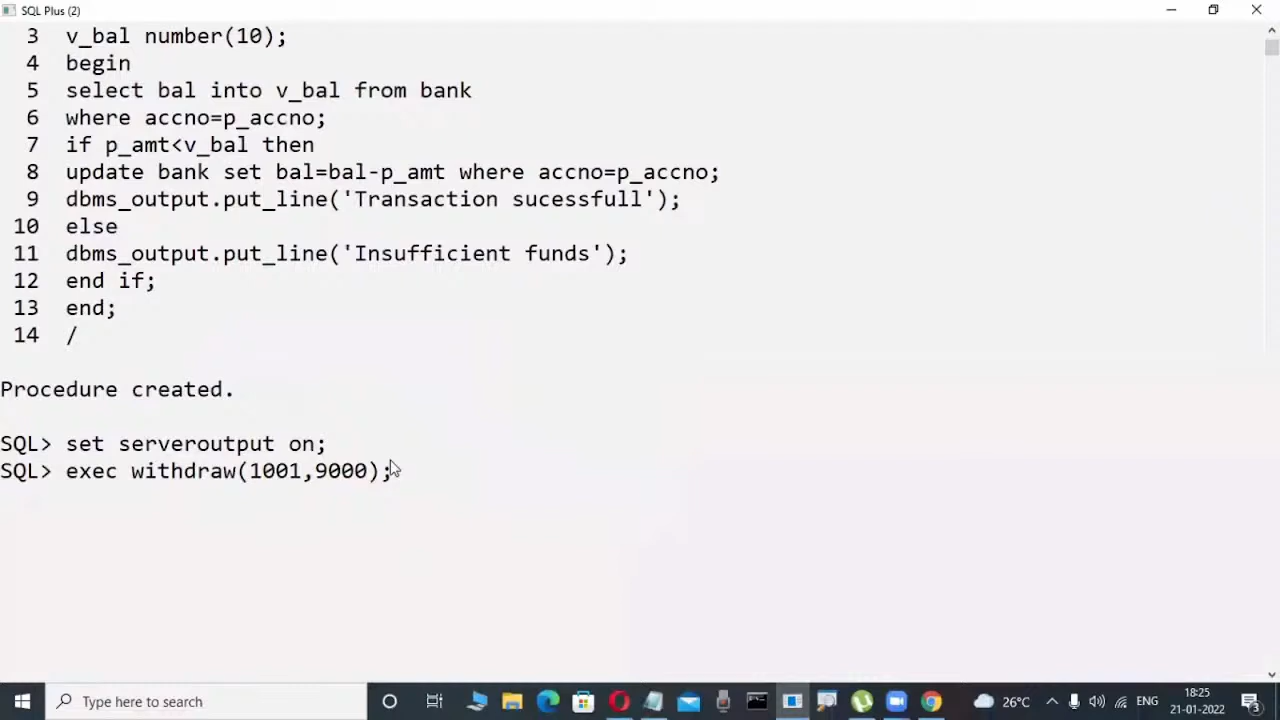 SQL Plus (2)
3 v_bal number(10);
4 begin
5 select bal into v_bal from bank
6 where accno=p_accno;
7 if p_amt<v_bal then
8 update bank set bal=bal-p_amt where accno=p_accno;
9 dbms_output.put_line('Transaction sucessfull');
10 else
11 dbms_output.put_line('Insufficient funds');
12 end if;
13 end;
14 /
Procedure created.
SQL> set serveroutput on;
SQL> exec withdraw(1001,9000);
Type here to search
26°C
ENG
18:25
21-01-2022
3